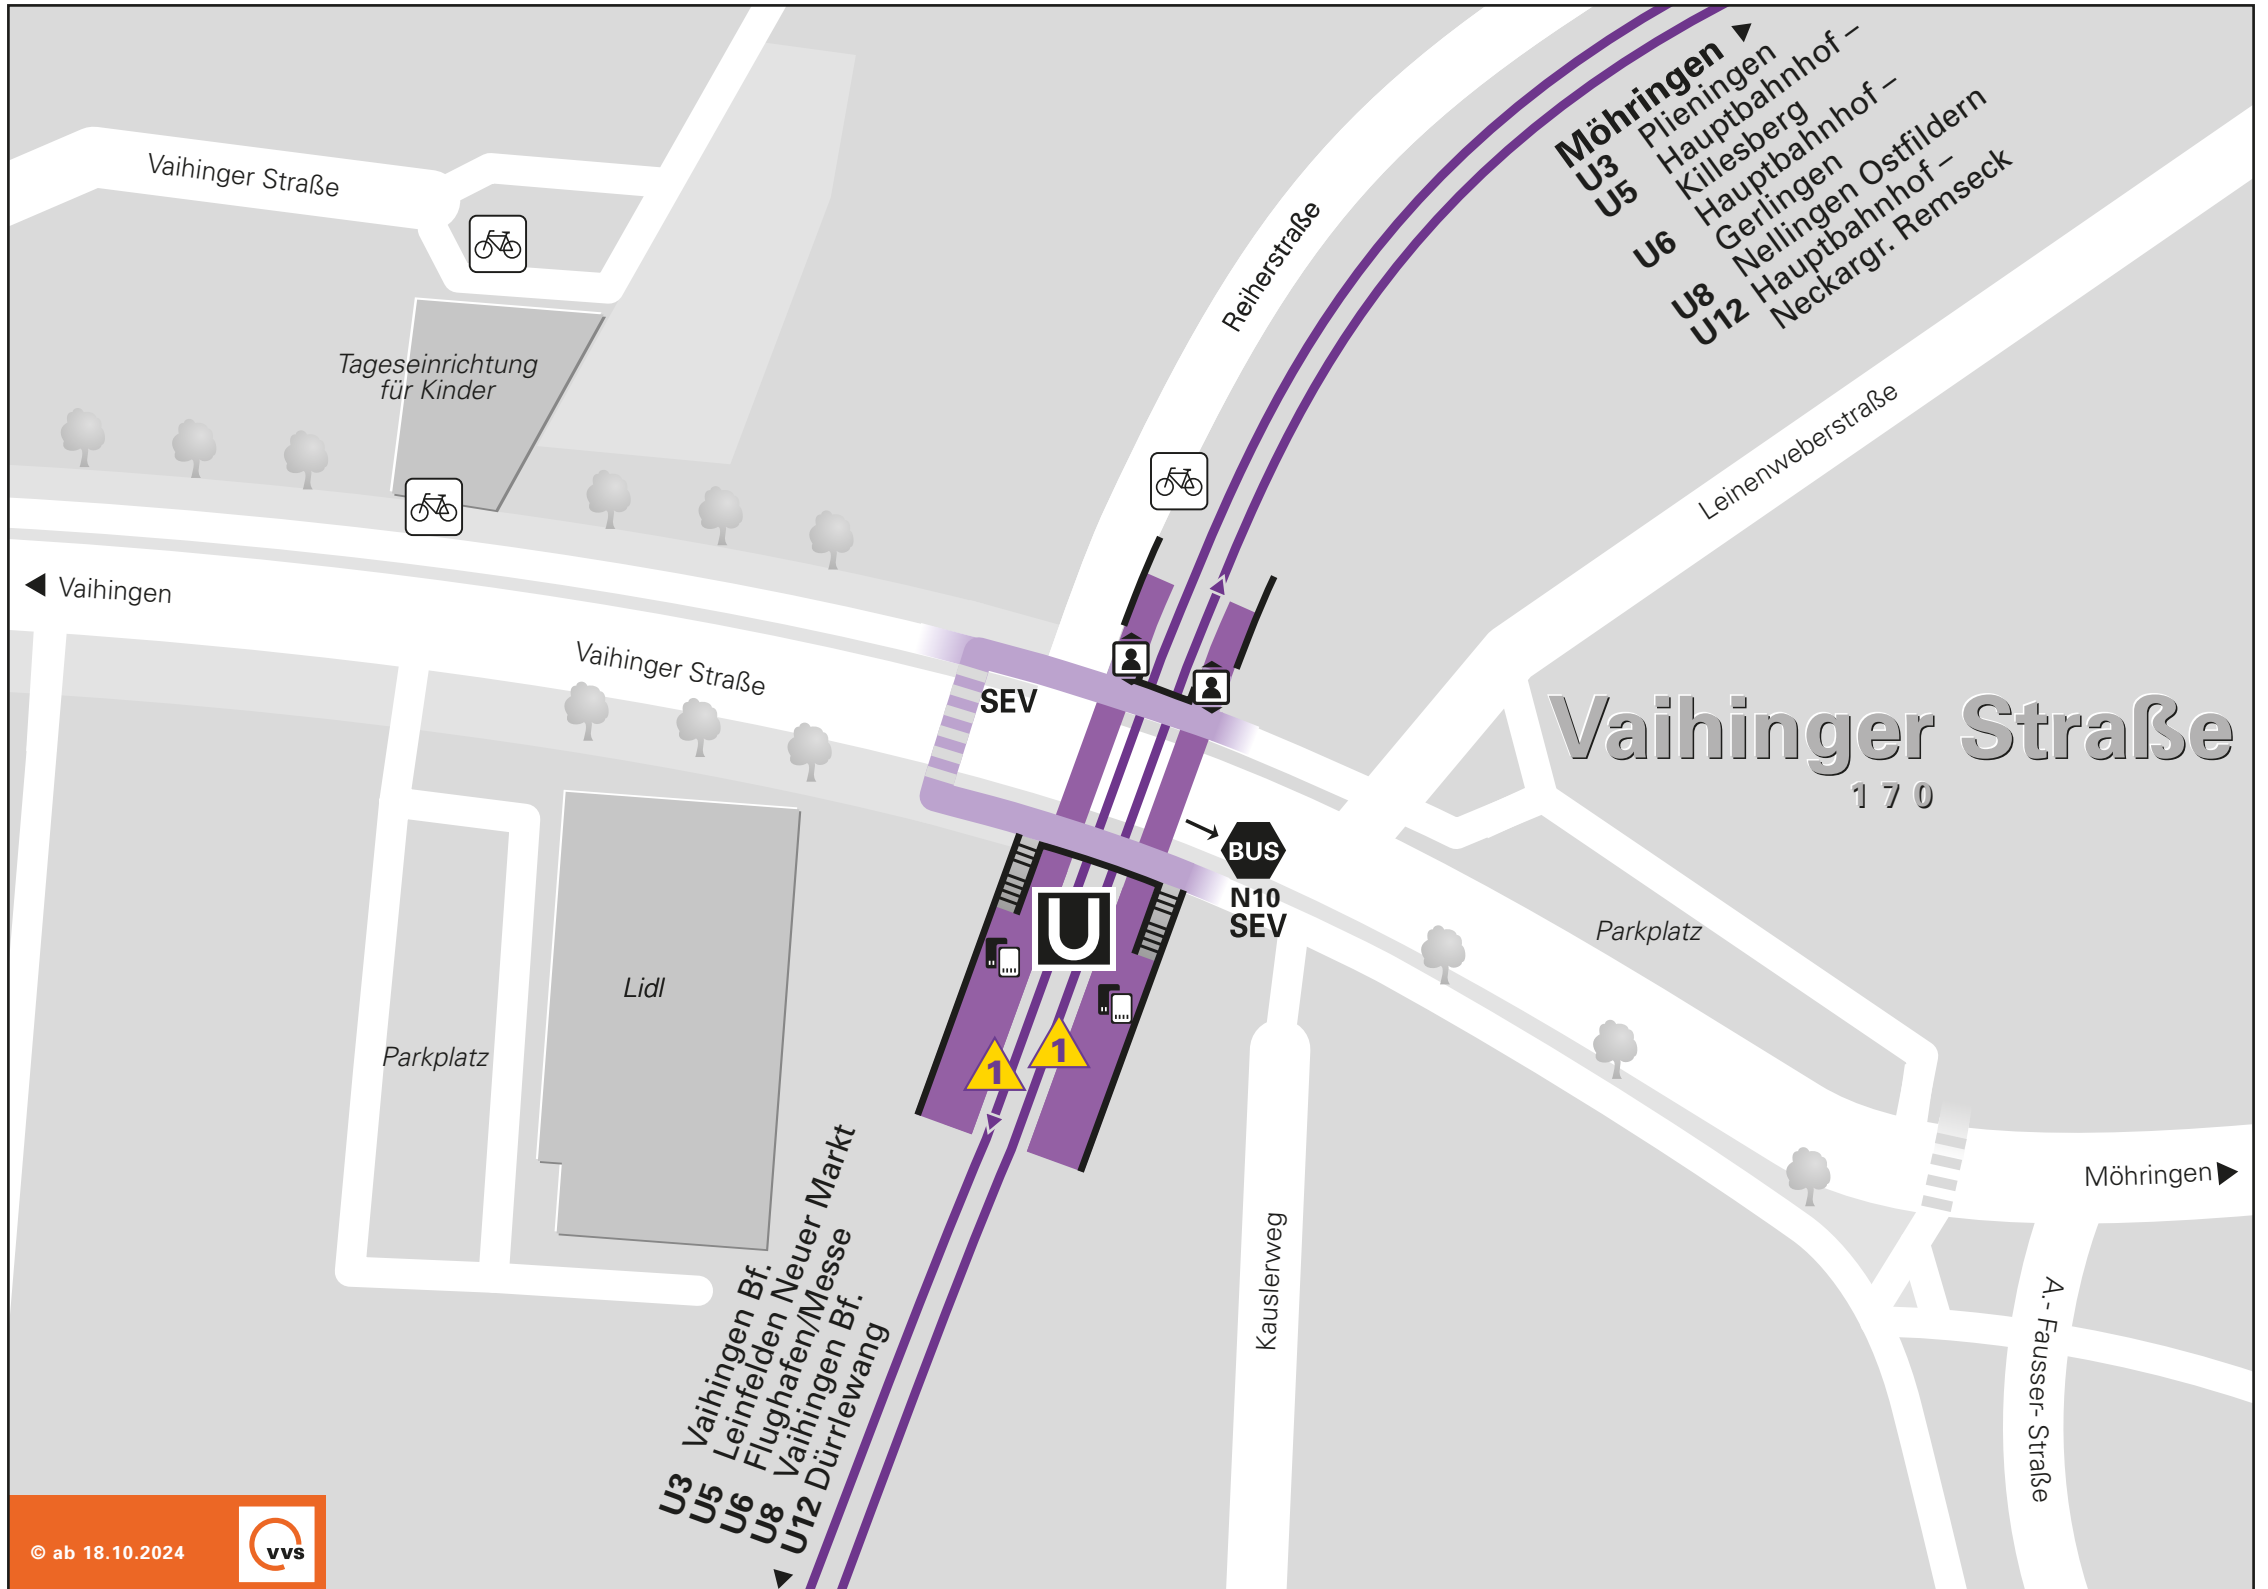 Möhringen
U3 Plieningen
U5 Hauptbahnhof –
Killesberg
U6 Hauptbahnhof –
Gerlingen
U8 Nellingen Ostfildern
U12 Hauptbahnhof –
Neckargr. Remseck
Vaihinger Straße
Reiherstraße
Tageseinrichtung
für Kinder
Leinenweberstraße
Vaihingen
Vaihinger Straße
SEV
Vaihinger Straße
170
BUS
N10
SEV
U
Parkplatz
Lidl
Parkplatz
1
1
Möhringen
Kauslerweg
A.- Fausser- Straße
U3 Vaihingen Bf.
U5 Leinfelden Neuer Markt
U6 Flughafen/Messe
U8 Vaihingen Bf.
U12 Dürrlewang
© ab 18.10.2024
vvs